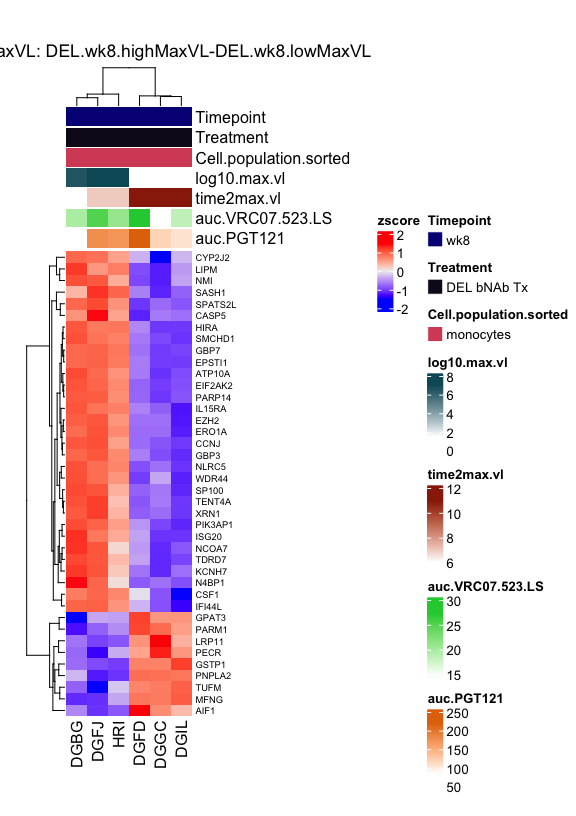 axVL: DEL.wk8.highMaxVL-DEL.wk8.lowMaxVL
Timepoint
Treatment
Cell.population.sorted
log10.max.vl
time2max.vl
auc.VRC07.523.LS
auc.PGT121
CYP2J2
LIPM
NMI
SASH1
SPATS2L
CASP5
HIRA
SMCHD1
GBP7
EPSTI1
ATP10A
EIF2AK2
PARP14
IL15RA
EZH2
ERO1A
CCNJ
GBP3
NLRC5
WDR44
SP100
TENT4A
XRN1
PIK3AP1
ISG20
NCOA7
TDRD7
KCNH7
N4BP1
CSF1
IFI44L
GPAT3
PARM1
LRP11
PECR
GSTP1
PNPLA2
TUFM
MFNG
AIF1
DGBG
DGFJ
HRI
DGFD
DGGC
DGIL
zscore
2
1
0
-1
-2
Timepoint
wk8
Treatment
DEL bNAb Tx
Cell.population.sorted
monocytes
log10.max.vl
8
6
4
2
0
time2max.vl
12
10
8
6
auc.VRC07.523.LS
30
25
20
15
auc.PGT121
250
200
150
100
50